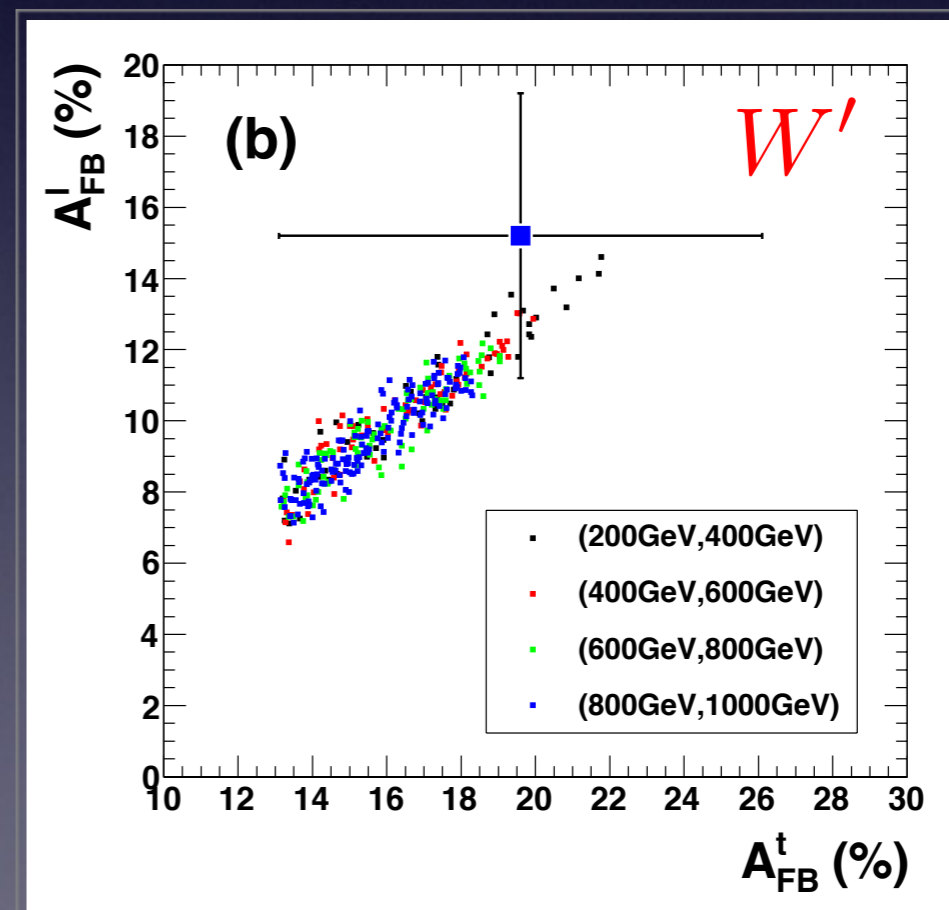 (b)
W′
A^l_FB (%)
20
18
16
14
12
10
8
6
4
2
0
(200GeV,400GeV)
(400GeV,600GeV)
(600GeV,800GeV)
(800GeV,1000GeV)
10 12 14 16 18 20 22 24 26 28 30
A^t_FB (%)